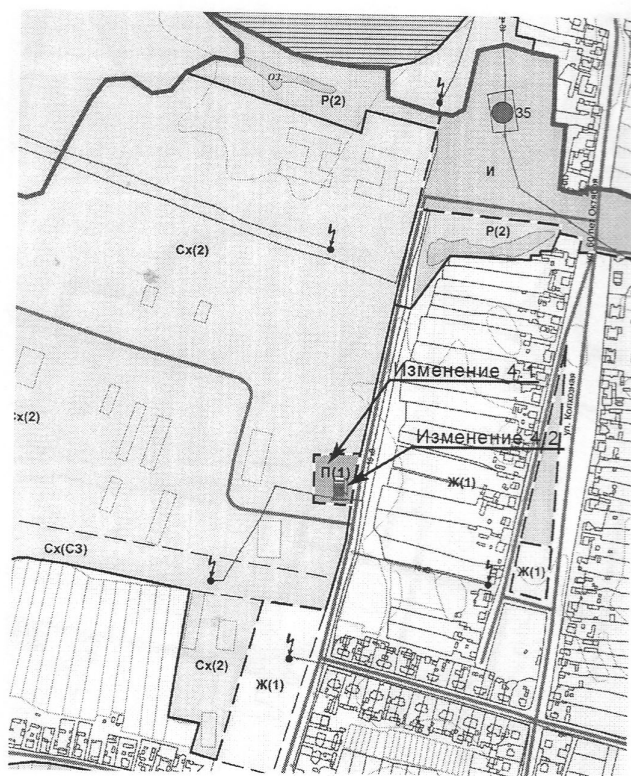 оз.
Р(2)
35
И
Р(2)
Сх(2)
Изменение 4.1
ул. Колхозная
х(2)
Изменение 4.2
П(1)
Ж(1)
Сх(СЗ)
Ж(1)
Сх(2)
Ж(1)